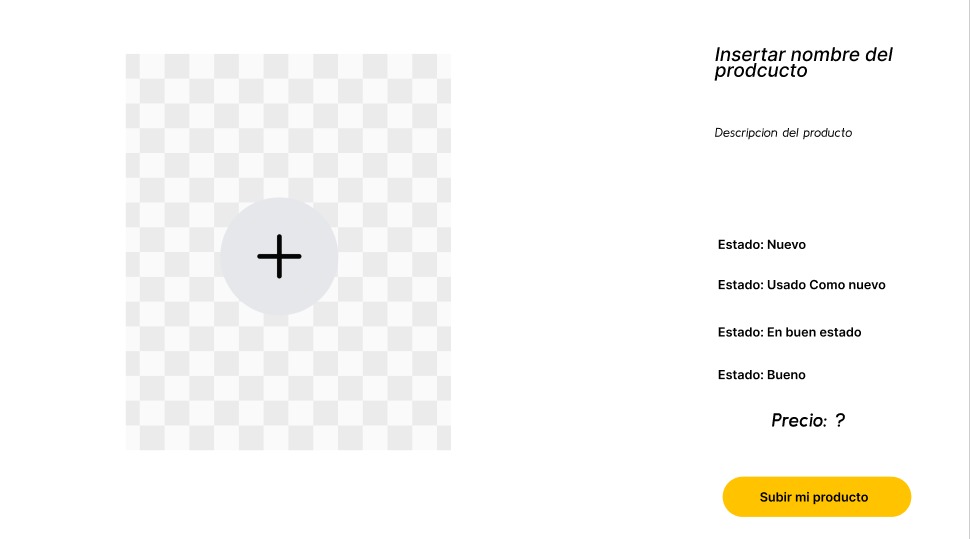 Insertar nombre del
prodcucto
Descripcion del producto
Estado: Nuevo
Estado: Usado Como nuevo
Estado: En buen estado
Estado: Bueno
Precio: ?
Subir mi producto